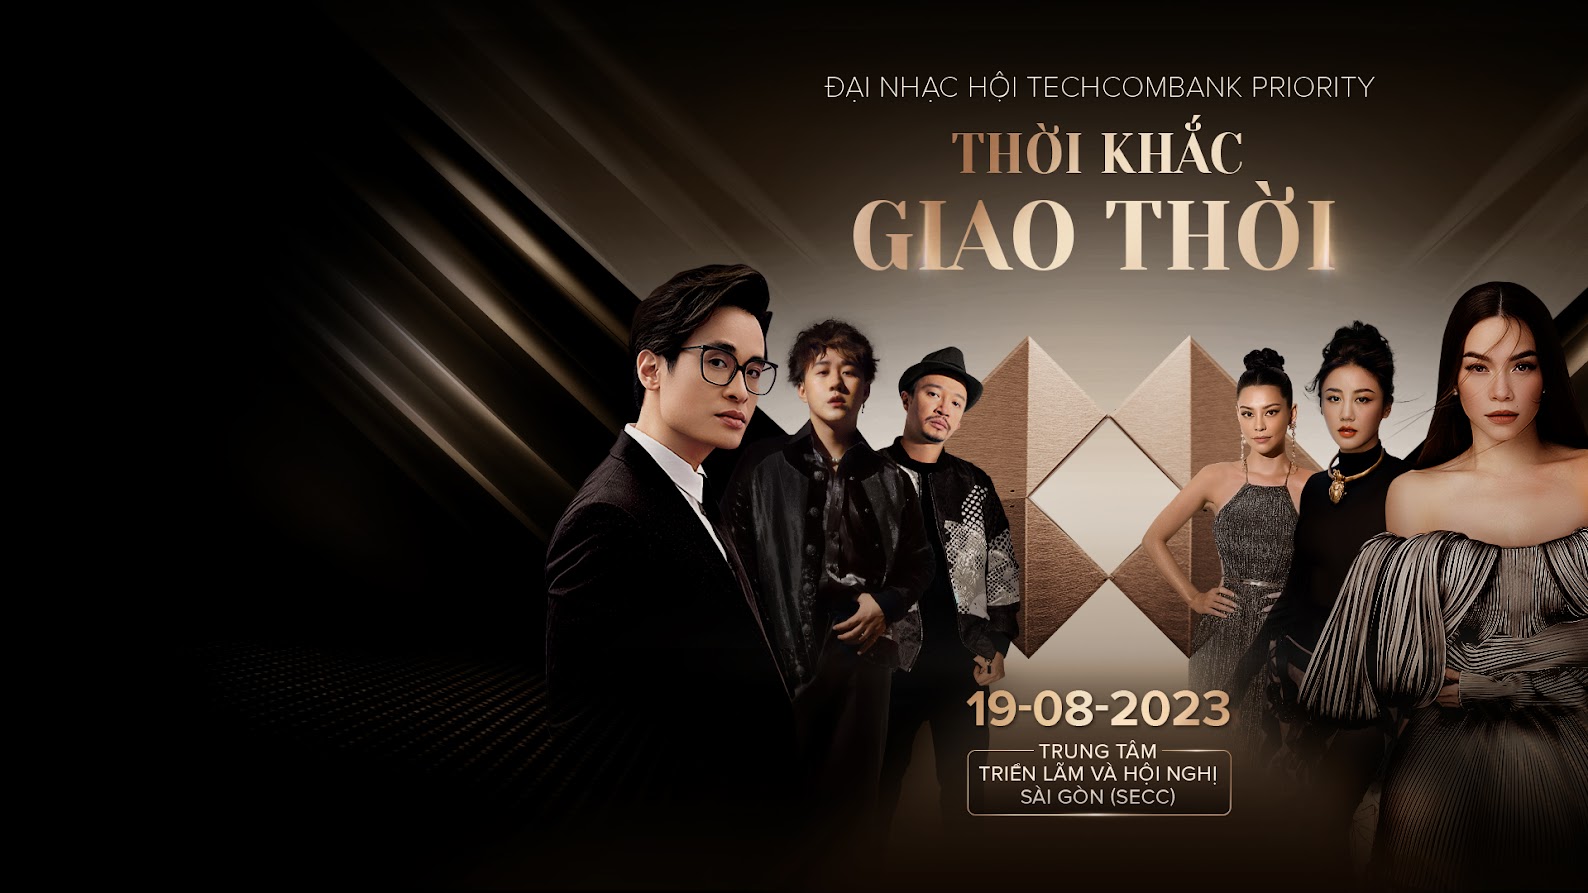 ĐẠI NHẠC HỘI TECHCOMBANK PRIORITY
THỜI KHẮC
GIAO THỜI
19-08-2023
TRUNG TÂM
TRIỂN LÃM VÀ HỘI NGHỊ
SÀI GÒN (SECC)